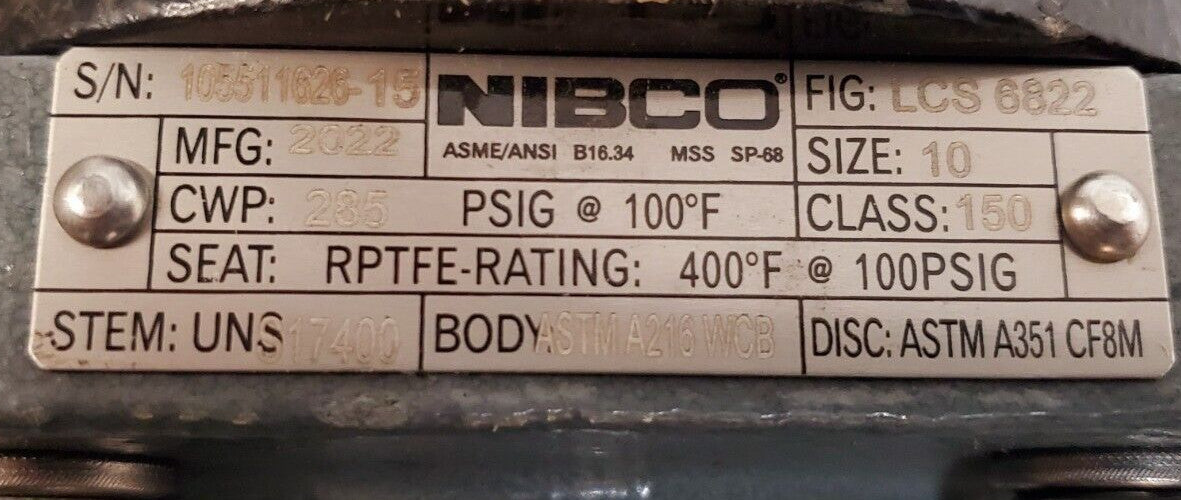 S/N: 105511626-15
NIBCO®
FIG: LCS 6822
MFG: 2022
ASME/ANSI B16.34 MSS SP-68
SIZE: 10
CWP: 285 PSIG @ 100°F
CLASS: 150
SEAT: RPTFE-RATING: 400°F @ 100PSIG
STEM: UNS S17400
BODY: ASTM A216 WCB
DISC: ASTM A351 CF8M